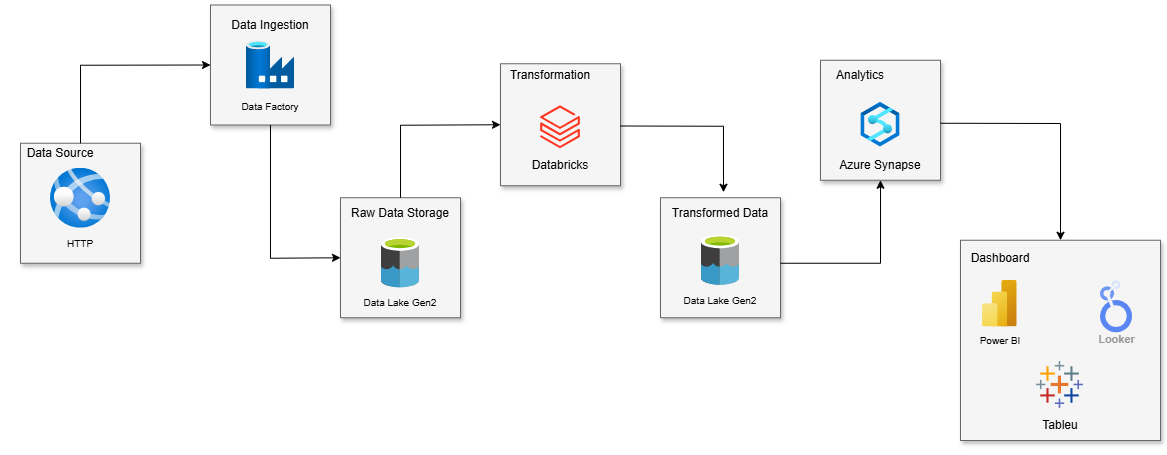 Data Source
HTTP
Data Ingestion
Data Factory
Raw Data Storage
Data Lake Gen2
Transformation
Databricks
Transformed Data
Data Lake Gen2
Analytics
Azure Synapse
Dashboard
Power BI
Looker
Tableu